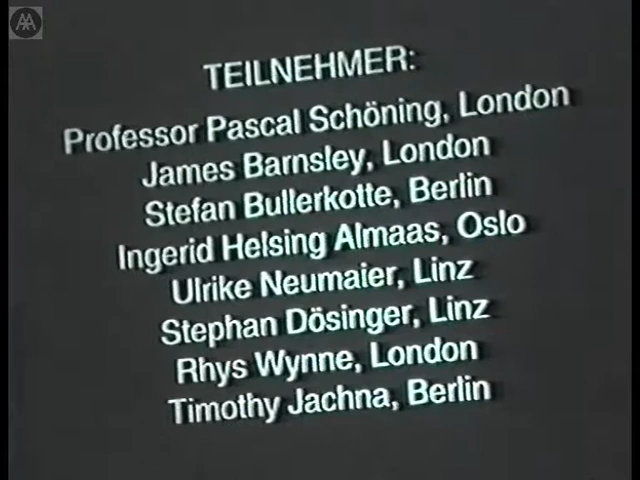 AA
TEILNEHMER:
Professor Pascal Schöning, London
James Barnsley, London
Stefan Bullerkotte, Berlin
Ingerid Helsing Almaas, Oslo
Ulrike Neumaier, Linz
Stephan Dösinger, Linz
Rhys Wynne, London
Timothy Jachna, Berlin